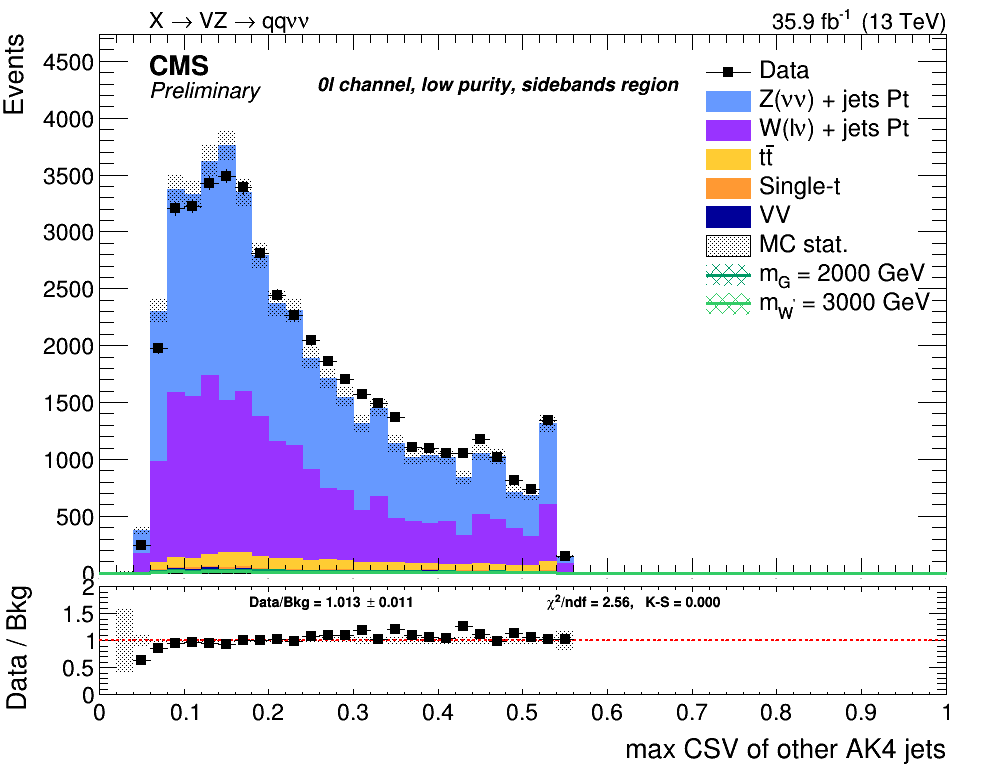 X → VZ → qqνν
35.9 fb-1 (13 TeV)
Events
CMS
Preliminary
0l channel, low purity, sidebands region
Data
Z(νν) + jets Pt
W(lν) + jets Pt
tt̄
Single-t
VV
MC stat.
mG = 2000 GeV
mW' = 3000 GeV
4500
4000
3500
3000
2500
2000
1500
1000
500
0
Data / Bkg
Data/Bkg = 1.013 ± 0.011
χ2/ndf = 2.56, K-S = 0.000
2
1.5
1
0.5
0
0 0.1 0.2 0.3 0.4 0.5 0.6 0.7 0.8 0.9 1
max CSV of other AK4 jets